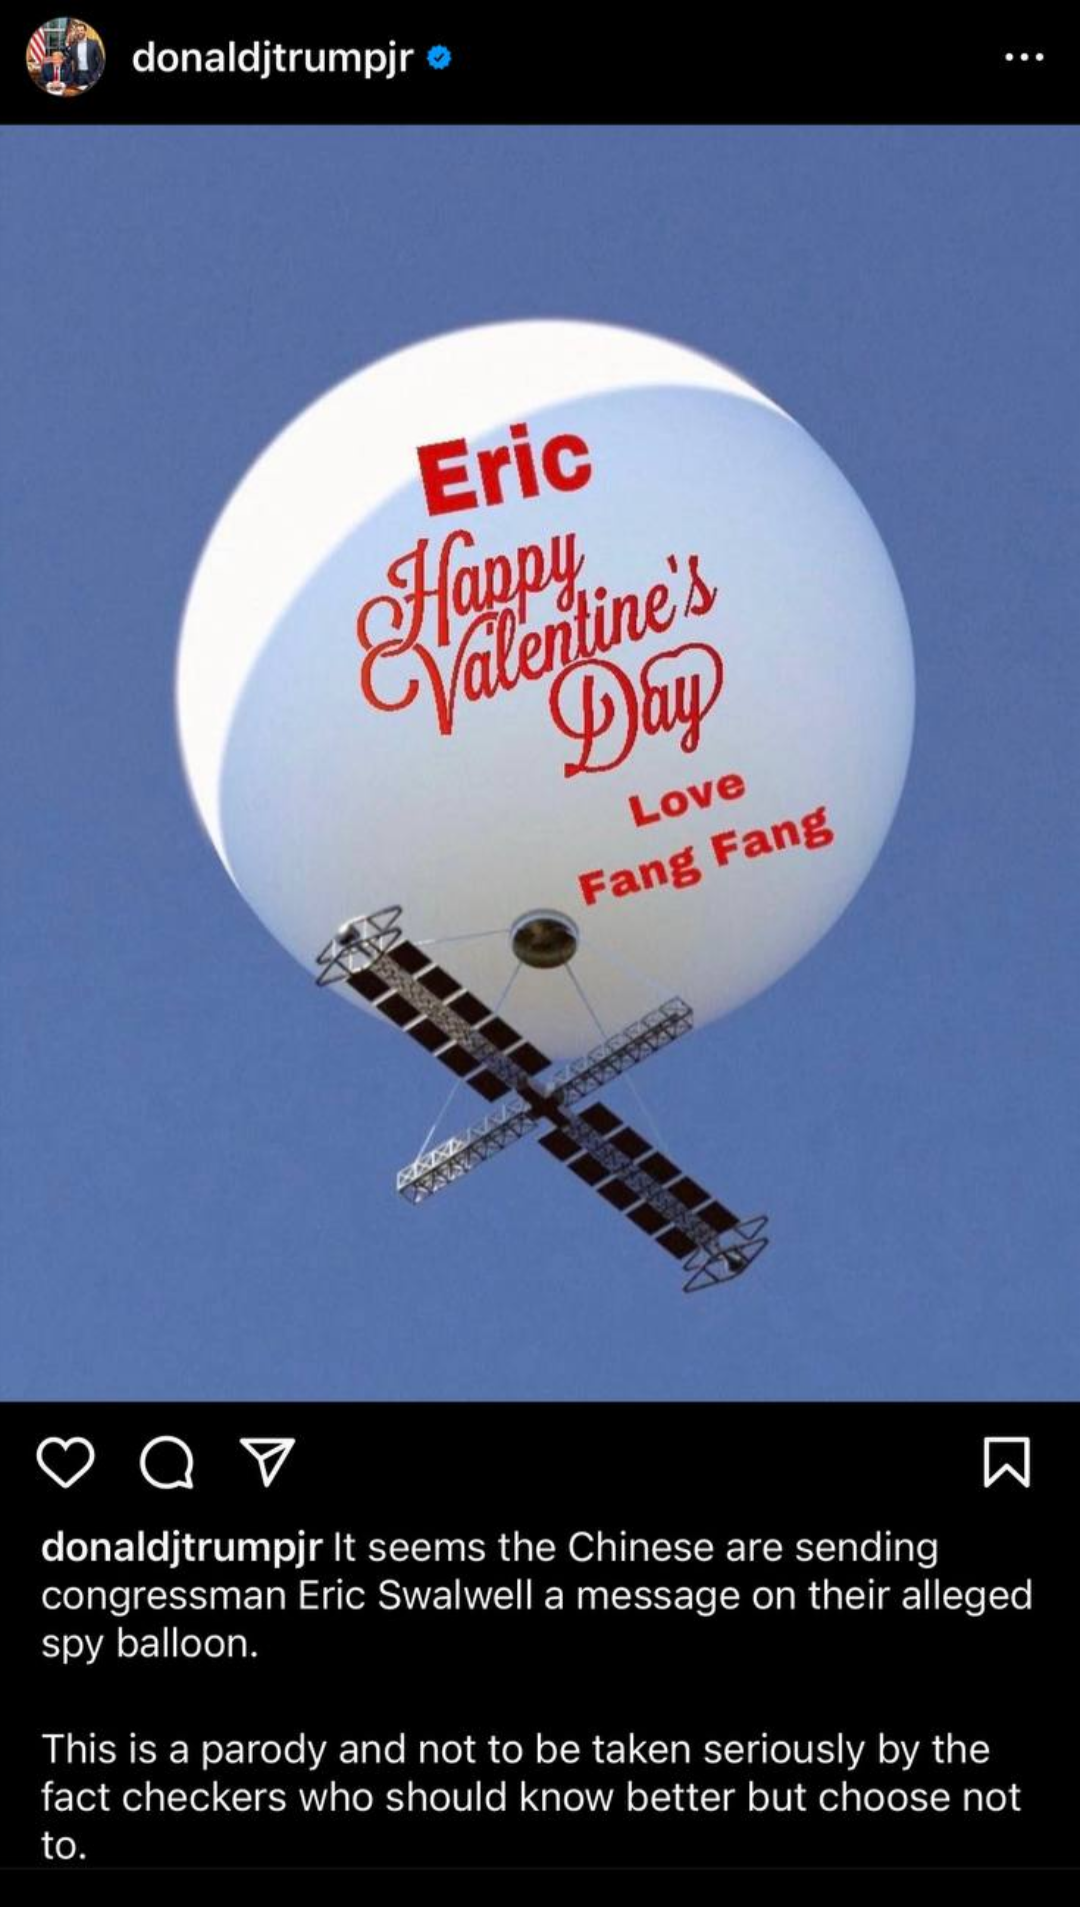 donaldjtrumpjr
Eric
Happy
Valentine's
Day
Love
Fang Fang
donaldjtrumpjr It seems the Chinese are sending
congressman Eric Swalwell a message on their alleged
spy balloon.
This is a parody and not to be taken seriously by the
fact checkers who should know better but choose not
to.